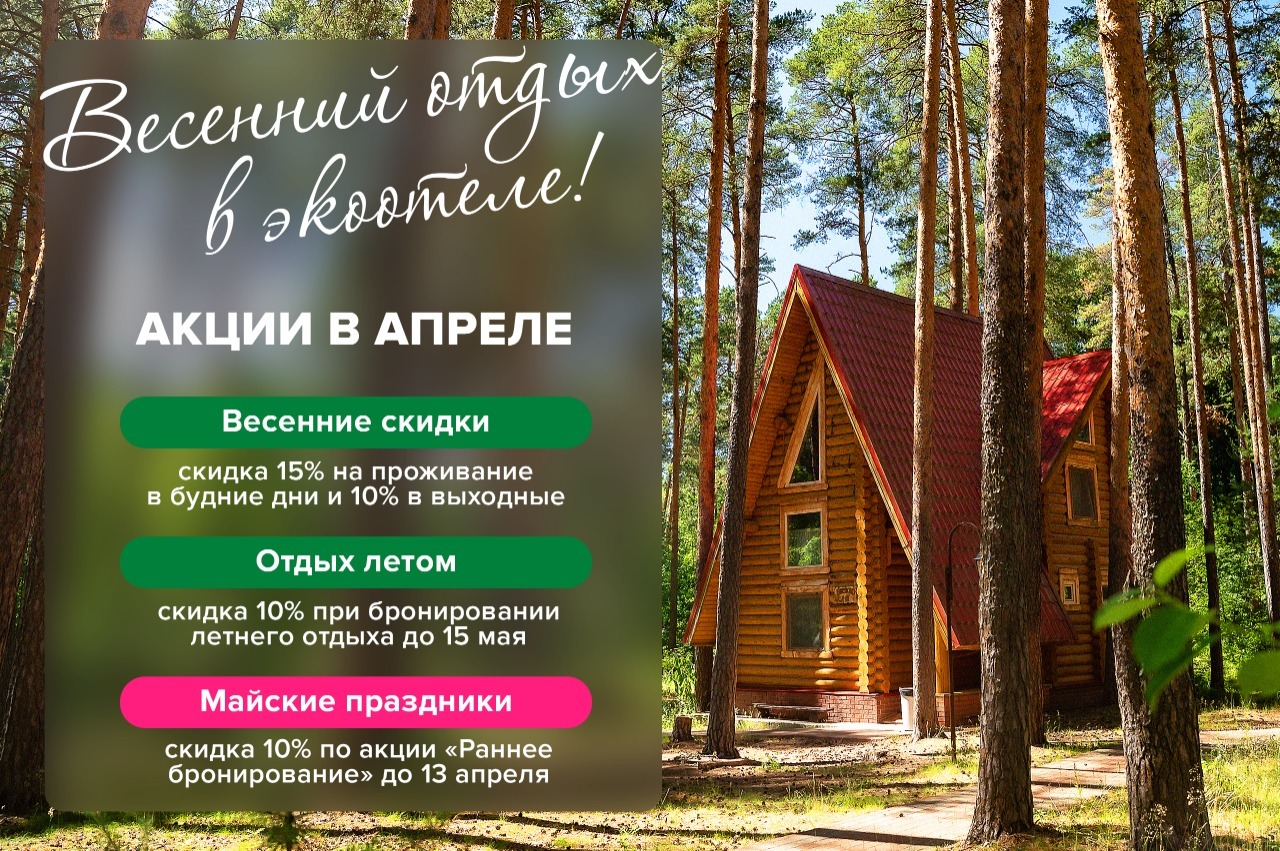 Весенний отдых
в экоотеле!
АКЦИИ В АПРЕЛЕ
Весенние скидки
скидка 15% на проживание
в будние дни и 10% в выходные
Отдых летом
скидка 10% при бронировании
летнего отдыха до 15 мая
Майские праздники
скидка 10% по акции «Раннее
бронирование» до 13 апреля